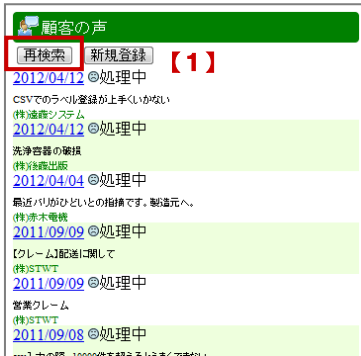 顧客の声
再検索 新規登録 【1】
2012/04/12 処理中
CSVでのラベル登録が上手くいかない
(株)遠藤システム
2012/04/12 処理中
洗浄容器の破損
(株)後藤出版
2012/04/04 処理中
最近バリがひどいとの指摘です。製造元へ。
(株)赤木電機
2011/09/09 処理中
【クレーム】配送に関して
(株)STWT
2011/09/09 処理中
営業クレーム
(株)STWT
2011/09/08 処理中